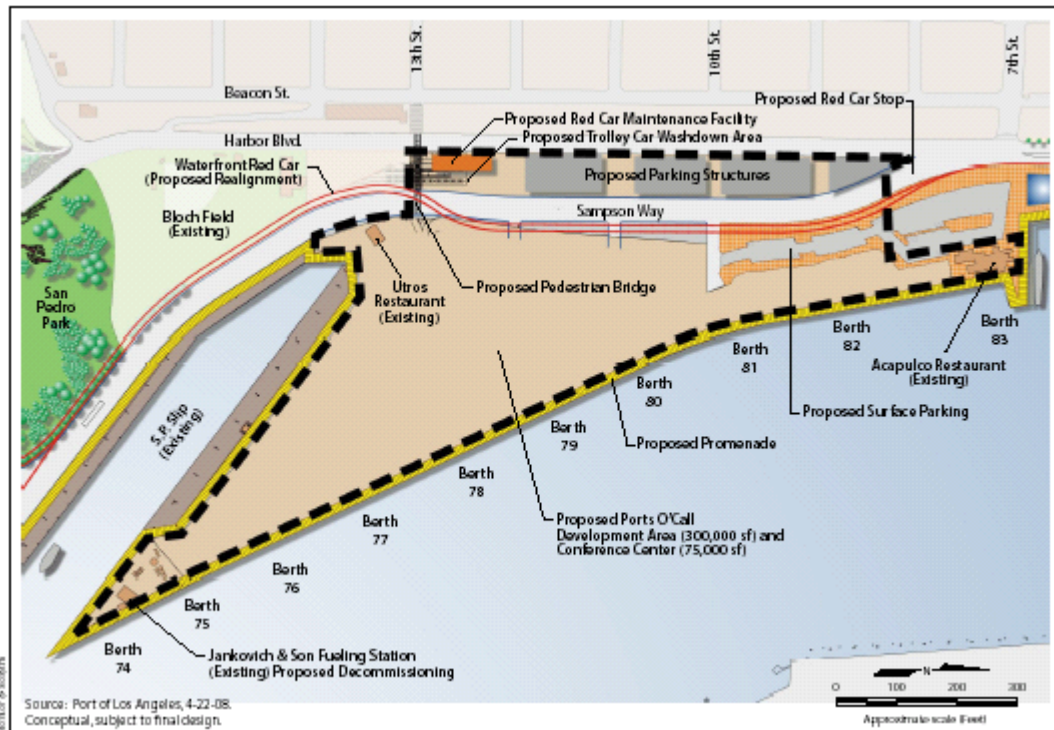 13th St.
10th St.
7th St.
Beacon St.
Proposed Red Car Stop
Proposed Red Car Maintenance Facility
Harbor Blvd.
Proposed Trolley Car Washdown Area
Waterfront Red Car
(Proposed Realignment)
Proposed Parking Structures
Bloch Field
(Existing)
Sampson Way
San
Pedro
Park
Utros
Restaurant
(Existing)
Proposed Pedestrian Bridge
Berth
83
Berth
82
Berth
81
Acapulco Restaurant
(Existing)
Berth
80
Proposed Surface Parking
S.P. Slip
(Existing)
Berth
79
Proposed Promenade
Berth
78
Berth
77
Proposed Ports O'Call
Development Area (300,000 sf) and
Conference Center (75,000 sf)
Berth
76
Berth
75
Berth
74
Jankovich & Son Fueling Station
(Existing) Proposed Decommissioning
N
0 100 200 300
Approximate scale (Feet)
Source: Port of Los Angeles, 4-22-08.
Conceptual, subject to final design.